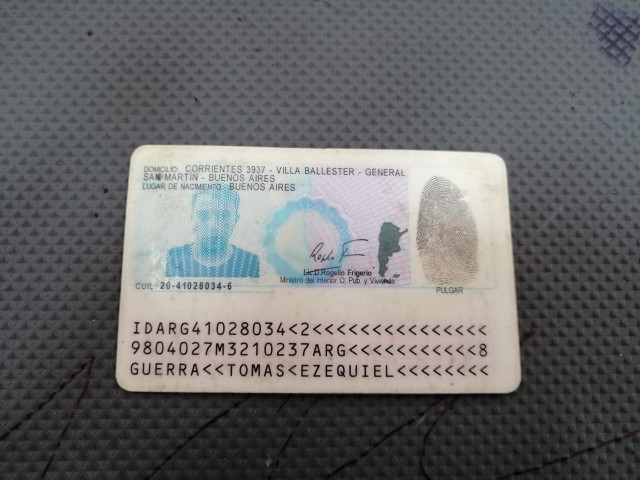 DOMICILIO: CORRIENTES 3937 - VILLA BALLESTER - GENERAL
SAN MARTIN - BUENOS AIRES
LUGAR DE NACIMIENTO: BUENOS AIRES
Lic.D.Rogelio Frigerio
Ministro del Interior O. Pub. y Vivienda
CUIL: 20-41028034-6
PULGAR
IDARG41028034<2<<<<<<<<<<<<<<<
9804027M3210237ARG<<<<<<<<<<<8
GUERRA<<TOMAS<EZEQUIEL<<<<<<<<